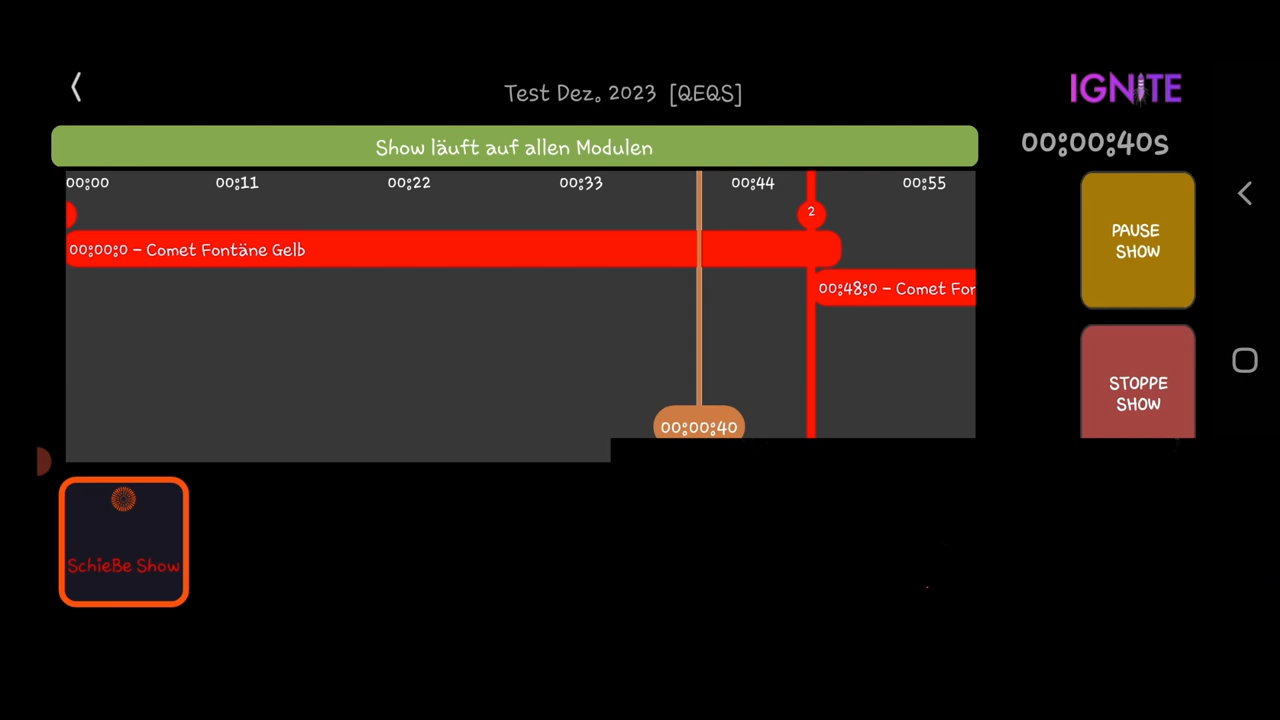 Test Dez. 2023 [QEQS]
IGNITE
Show läuft auf allen Modulen
00:00:40s
00:00
00:11
00:22
00:33
00:44
00:55
2
00:00:0 - Comet Fontäne Gelb
00:48:0 - Comet For
PAUSE
SHOW
STOPPE
SHOW
00:00:40
Schieße Show